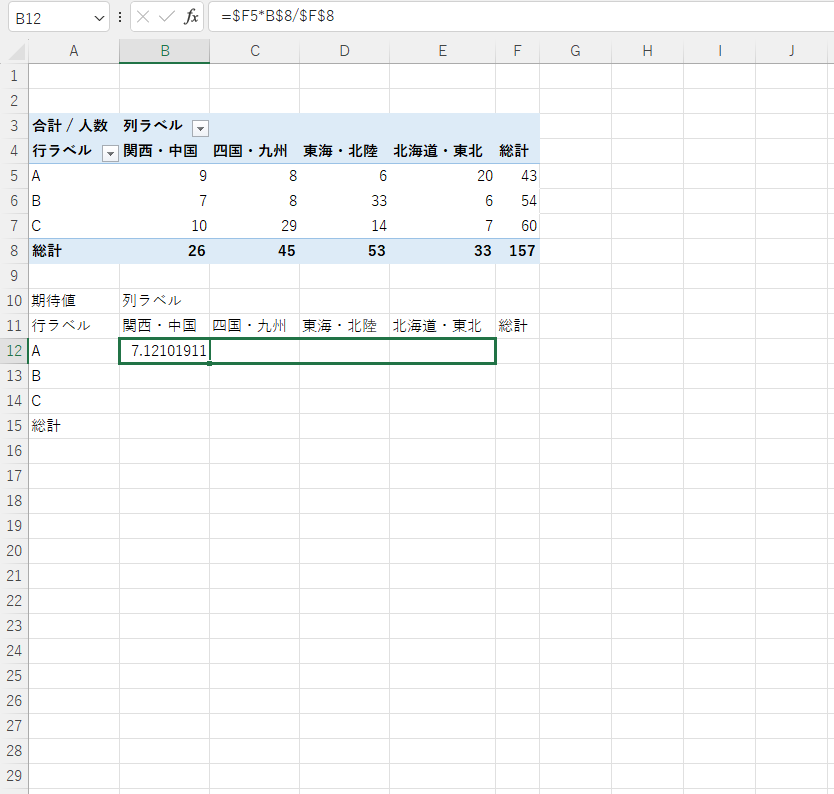 B12 fx =$F5*B$8/$F$8
A B C D E F G H I J
1
2
3 合計 / 人数 列ラベル
4 行ラベル 関西・中国 四国・九州 東海・北陸 北海道・東北 総計
5 A 9 8 6 20 43
6 B 7 8 33 6 54
7 C 10 29 14 7 60
8 総計 26 45 53 33 157
9
10 期待値 列ラベル
11 行ラベル 関西・中国 四国・九州 東海・北陸 北海道・東北 総計
12 A 7.12101911
13 B
14 C
15 総計
16
17
18
19
20
21
22
23
24
25
26
27
28
29